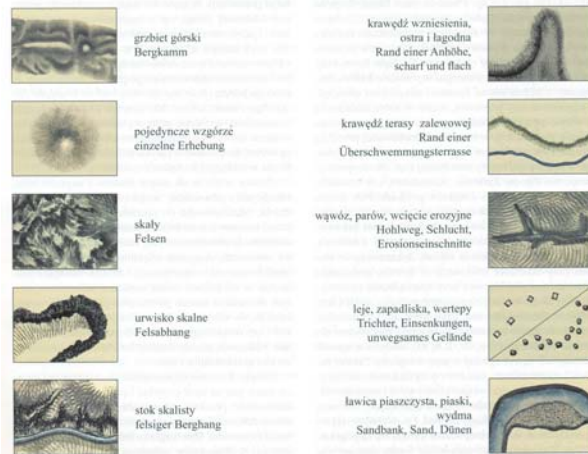 grzbiet górski
Bergkamm
pojedyncze wzgórze
einzelne Erhebung
skały
Felsen
urwisko skalne
Felsabhang
stok skalisty
felsiger Berghang
krawędź wzniesienia,
ostra i łagodna
Rand einer Anhöhe,
scharf und flach
krawędź terasy zalewowej
Rand einer
Überschwemmungsterrasse
wąwóz, parów, wcięcie erozyjne
Hohlweg, Schlucht,
Erosionseinschnitte
leje, zapadliska, wertepy
Trichter, Einsenkungen,
unwegsames Gelände
ławica piaszczysta, piaski,
wydma
Sandbank, Sand, Dünen